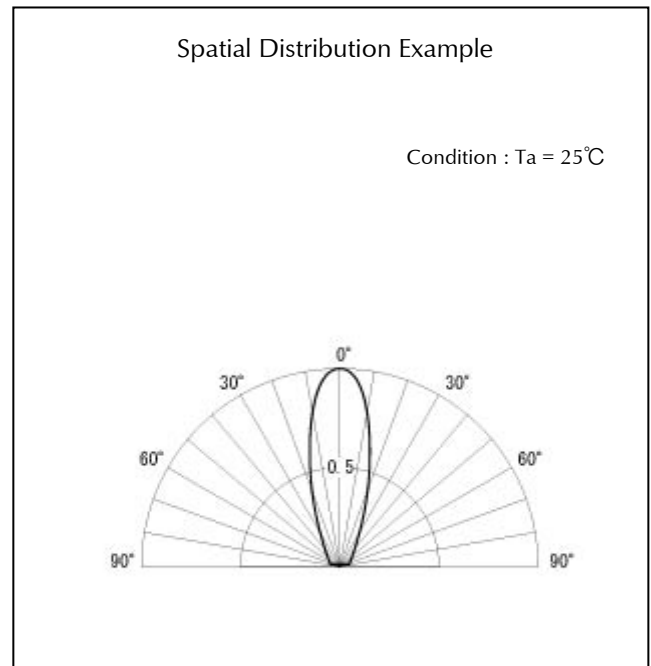 Spatial Distribution Example
Condition : Ta = 25℃
0°
30° 30°
60° 60°
0.5
90° 90°